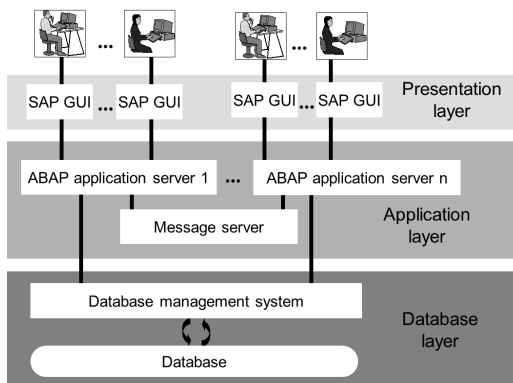 ... ...
SAP GUI ... SAP GUI SAP GUI ... SAP GUI
Presentation
layer
ABAP application server 1 ... ABAP application server n
Message server
Application
layer
Database management system
Database
Database
layer